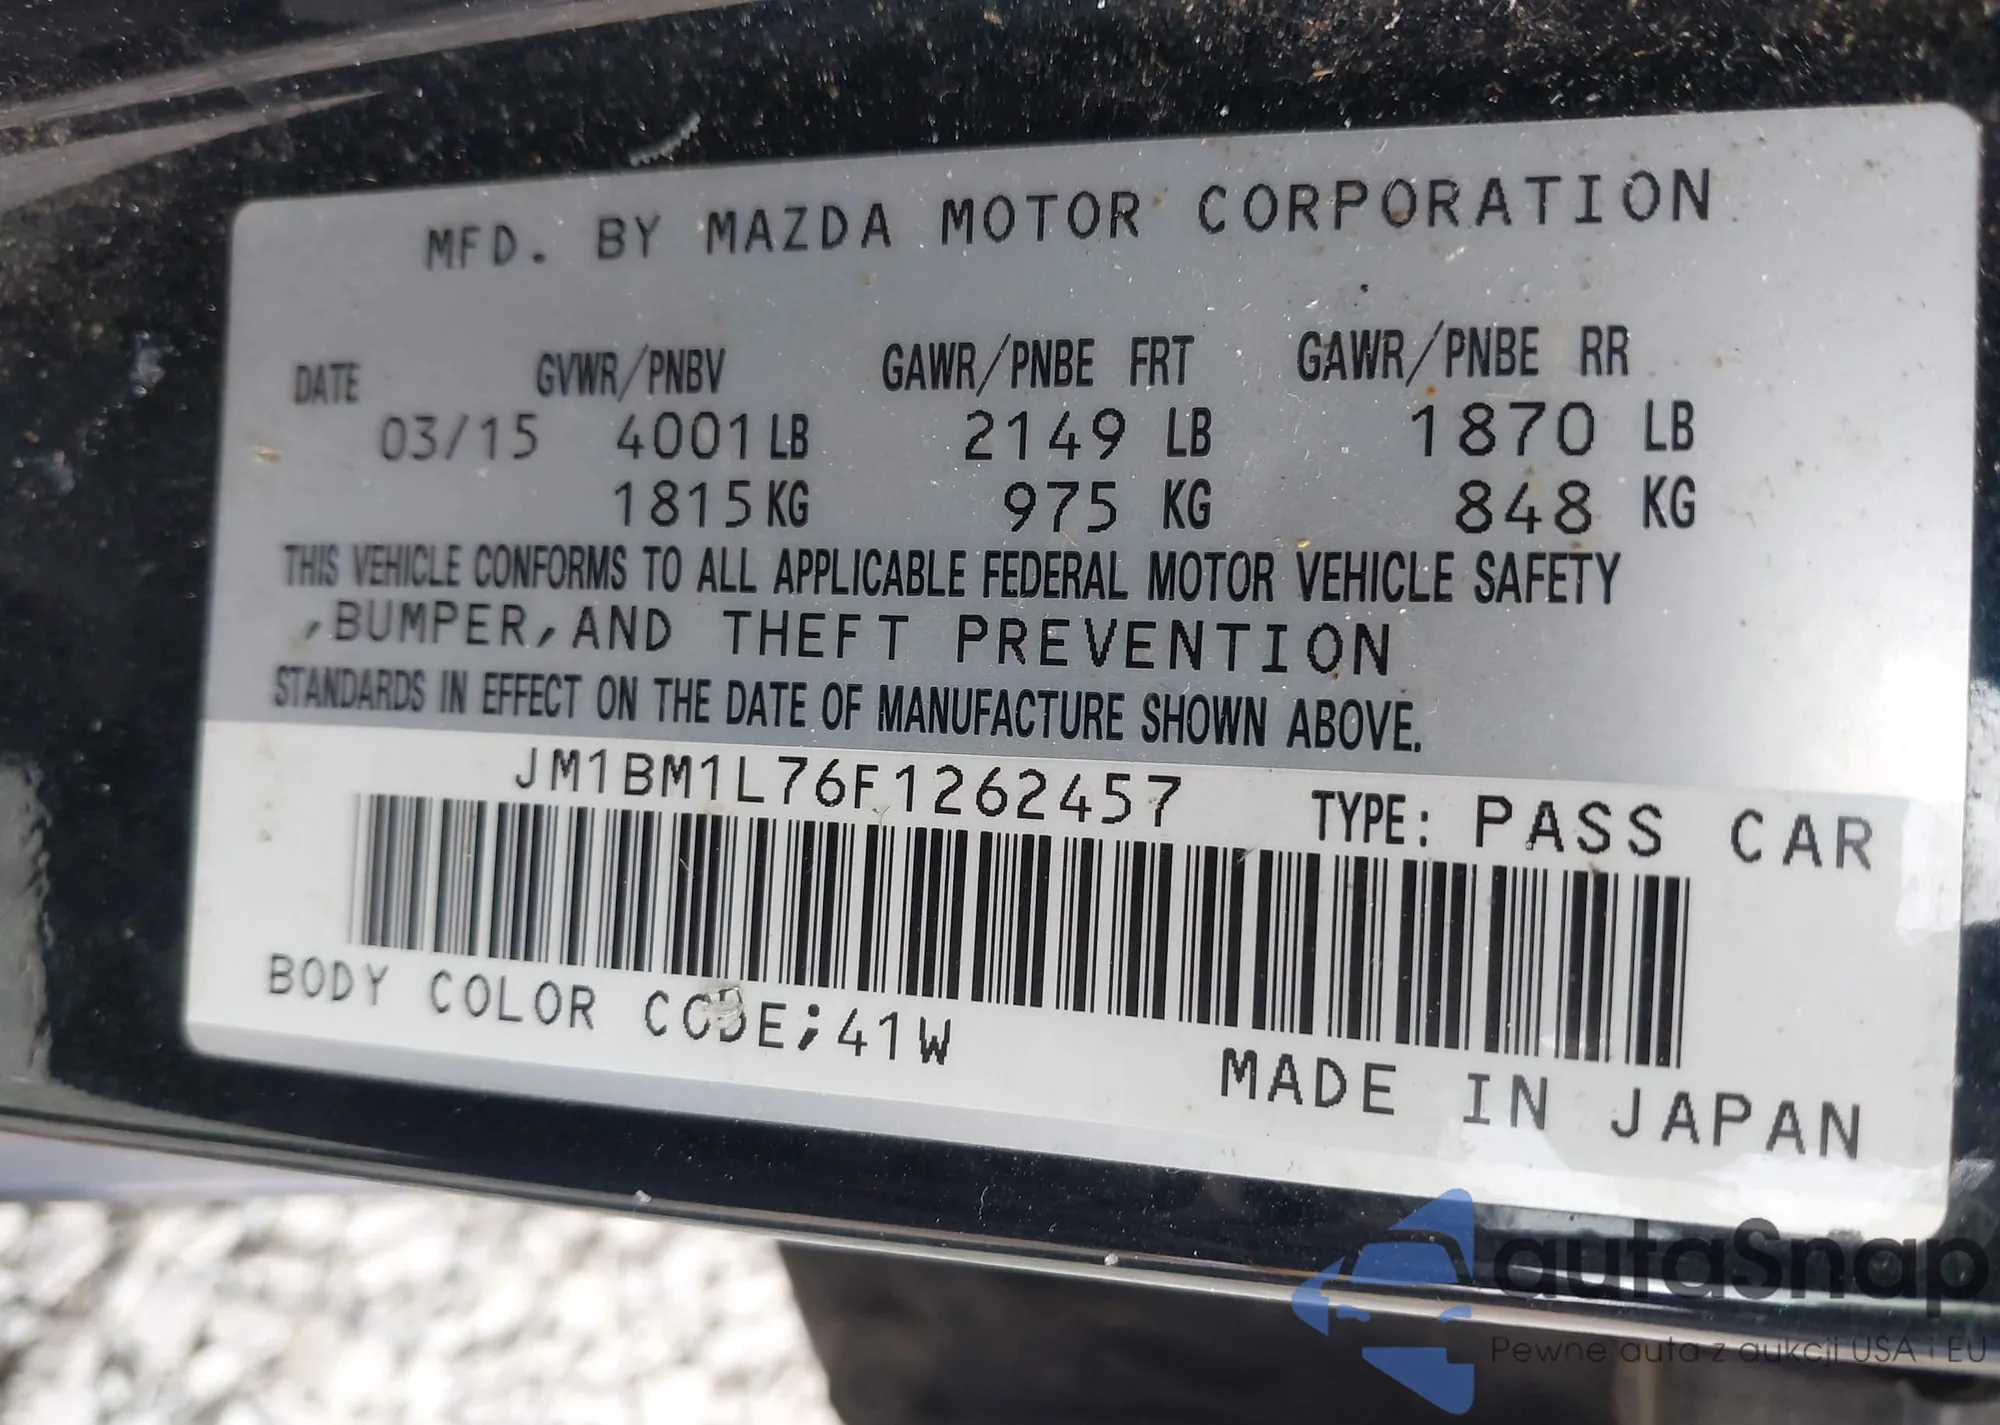 MFD. BY MAZDA MOTOR CORPORATION
DATE GVWR/PNBV GAWR/PNBE FRT GAWR/PNBE RR
03/15 4001 LB 2149 LB 1870 LB
1815 KG 975 KG 848 KG
THIS VEHICLE CONFORMS TO ALL APPLICABLE FEDERAL MOTOR VEHICLE SAFETY
,BUMPER,AND THEFT PREVENTION
STANDARDS IN EFFECT ON THE DATE OF MANUFACTURE SHOWN ABOVE.
JM1BM1L76F1262457 TYPE: PASS CAR
BODY COLOR CODE;41W
MADE IN JAPAN
autaSnap
Pewne auta z aukcji USA i EU